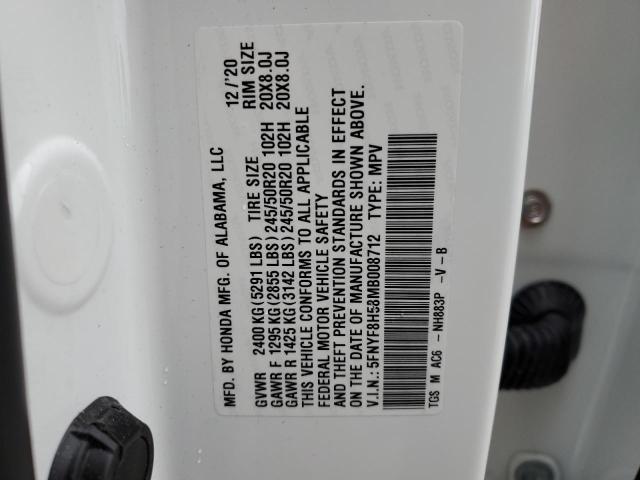 MFD. BY HONDA MFG. OF ALABAMA, LLC 12/'20
GVWR 2400 KG (5291 LBS) TIRE SIZE RIM SIZE
GAWR F 1295 KG (2855 LBS) 245/50R20 102H 20X8.0J
GAWR R 1425 KG (3142 LBS) 245/50R20 102H 20X8.0J
THIS VEHICLE CONFORMS TO ALL APPLICABLE
FEDERAL MOTOR VEHICLE SAFETY
AND THEFT PREVENTION STANDARDS IN EFFECT
ON THE DATE OF MANUFACTURE SHOWN ABOVE.
V.I.N.: 5FNYF8H58MB008712 TYPE: MPV
TGS M AC6 - NH883P -V-B